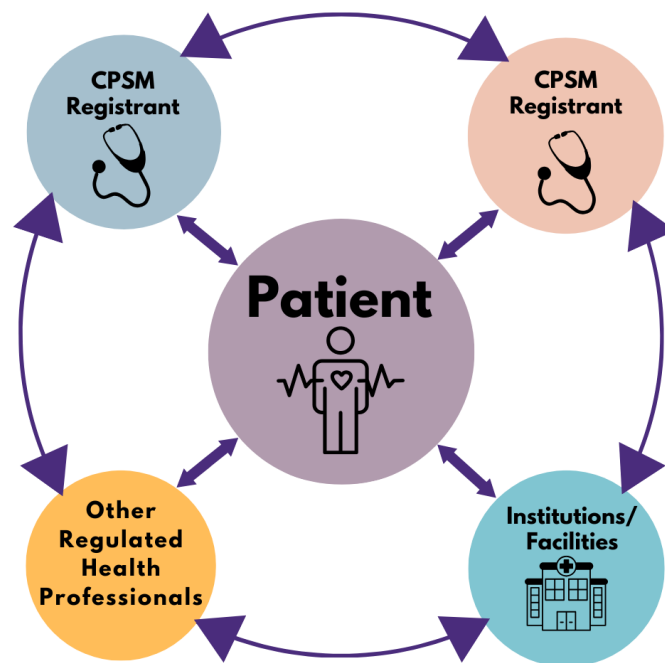 CPSM
Registrant
CPSM
Registrant
Patient
Other
Regulated
Health
Professionals
Institutions/
Facilities